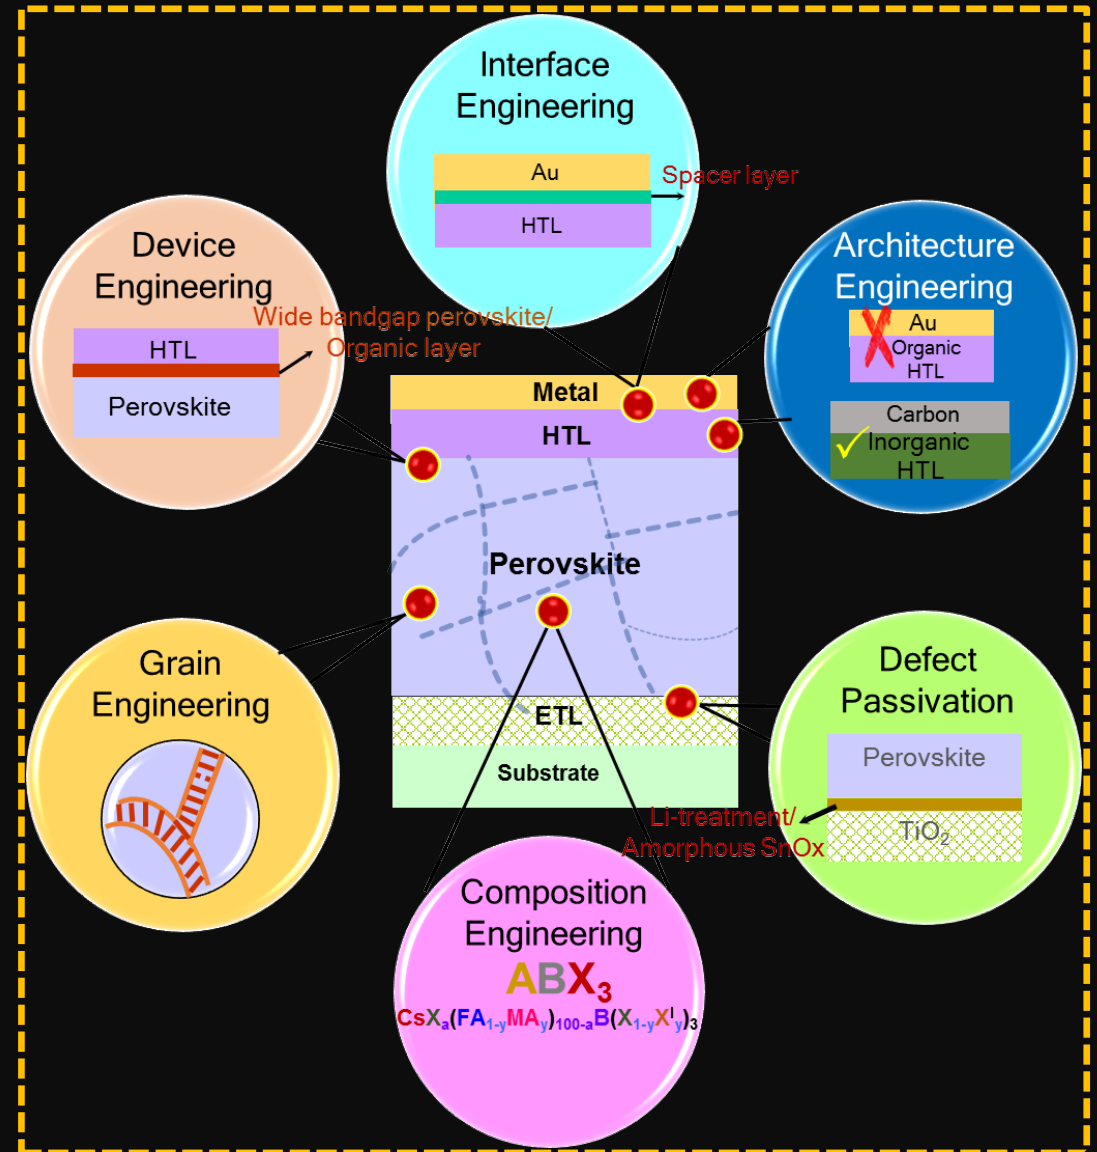 Interface
Engineering
Au
Spacer layer
HTL
Device
Engineering
Wide bandgap perovskite/
Organic layer
HTL
Perovskite
Architecture
Engineering
Au
Organic
HTL
Carbon
Inorganic
HTL
Metal
HTL
Perovskite
ETL
Substrate
Grain
Engineering
Defect
Passivation
Perovskite
Li-treatment/
Amorphous SnOx
TiO₂
Composition
Engineering
ABX₃
CsXₐ(FA₁₋yMAy)₁₀₀₋ₐB(X₁₋yXᴵy)₃